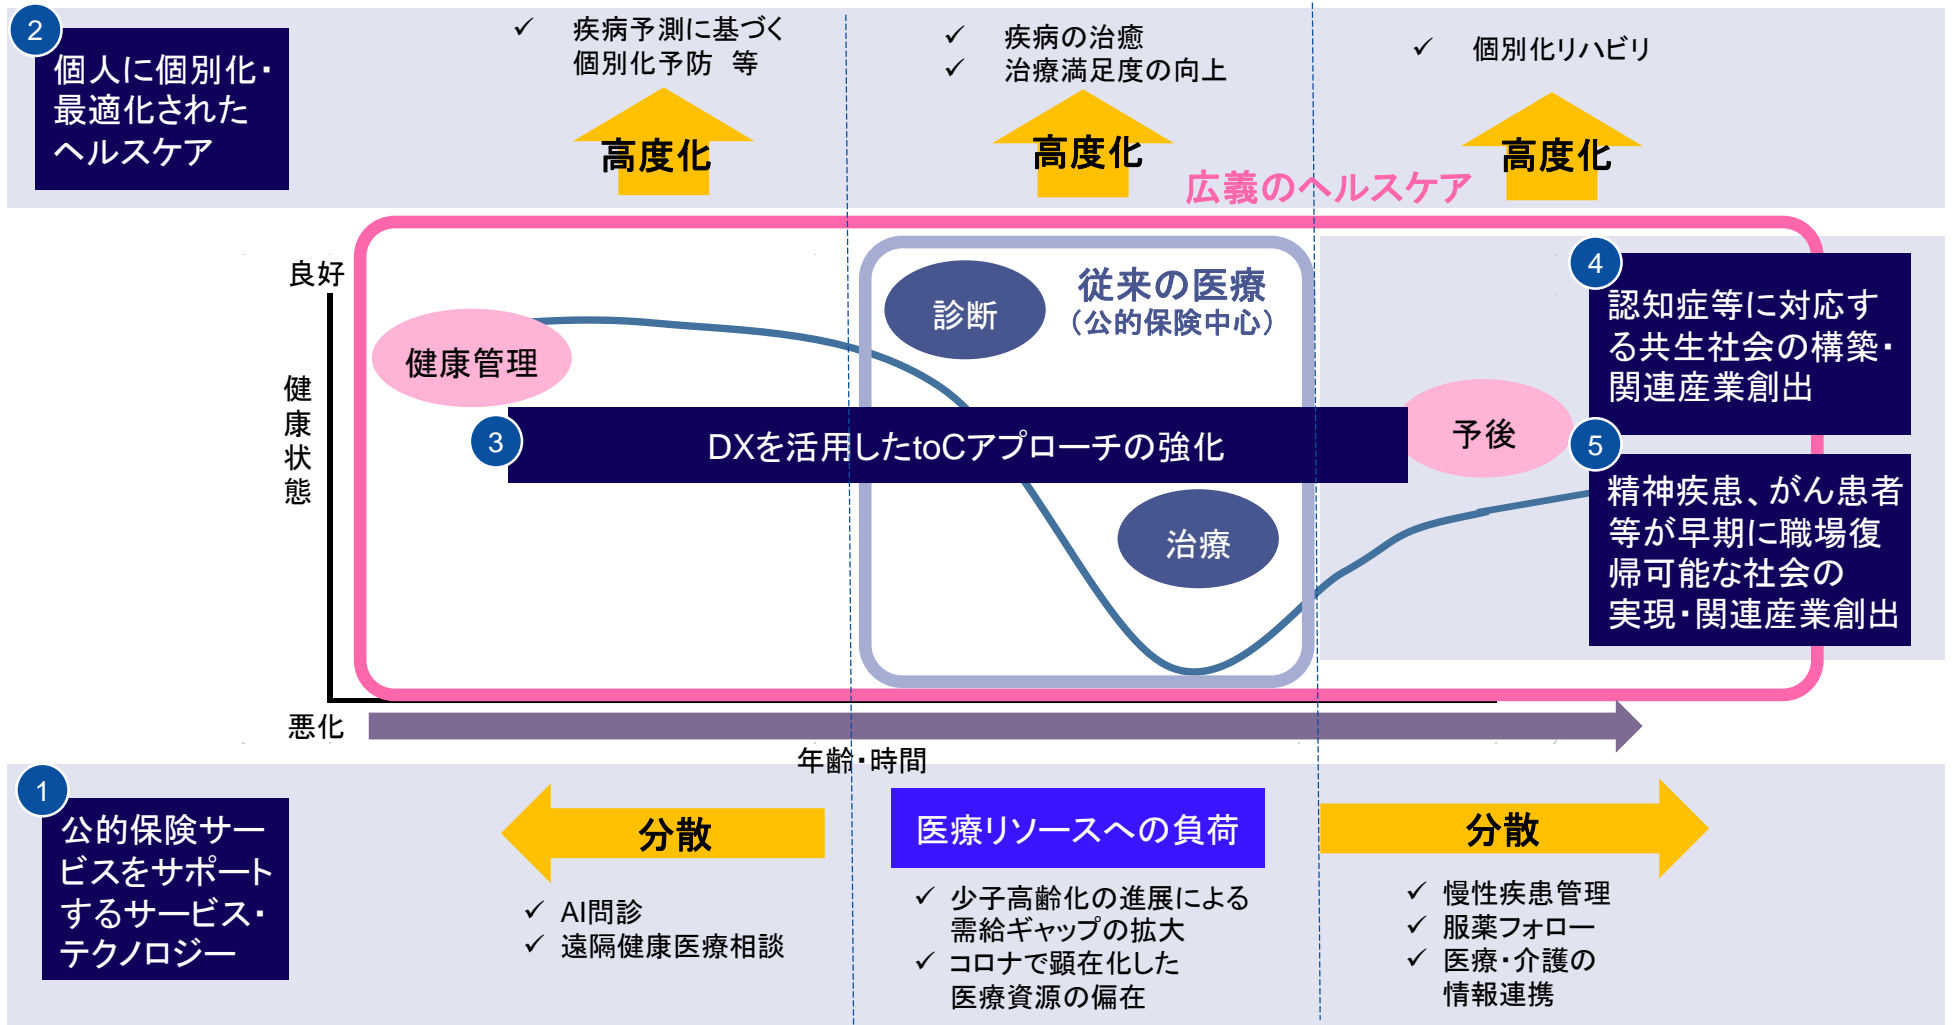 2
個人に個別化・
最適化された
ヘルスケア
✓ 疾病予測に基づく
個別化予防 等
✓ 疾病の治癒
✓ 治療満足度の向上
✓ 個別化リハビリ
高度化
高度化
高度化
広義のヘルスケア
良好
健康状態
悪化
健康管理
診断
従来の医療
（公的保険中心）
3
DXを活用したtoCアプローチの強化
治療
予後
4
認知症等に対応す
る共生社会の構築・
関連産業創出
5
精神疾患、がん患者
等が早期に職場復
帰可能な社会の
実現・関連産業創出
年齢・時間
1
公的保険サー
ビスをサポート
するサービス・
テクノロジー
分散
✓ AI問診
✓ 遠隔健康医療相談
医療リソースへの負荷
✓ 少子高齢化の進展による
需給ギャップの拡大
✓ コロナで顕在化した
医療資源の偏在
分散
✓ 慢性疾患管理
✓ 服薬フォロー
✓ 医療・介護の
情報連携